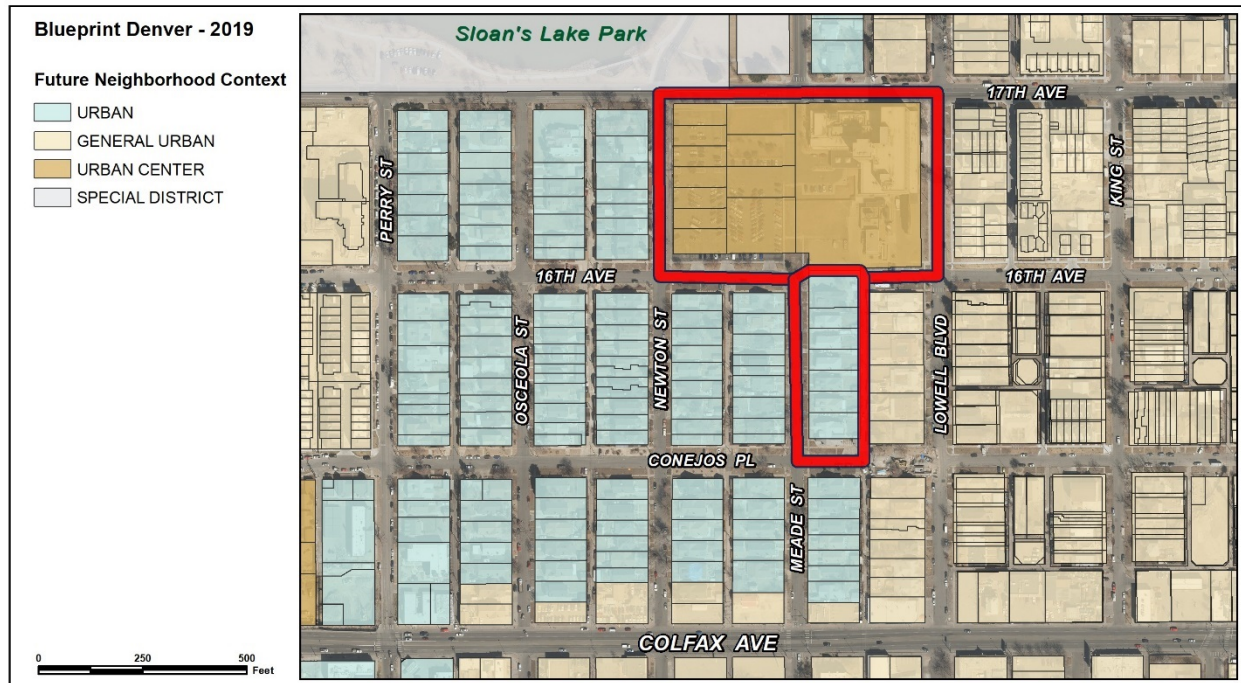 Blueprint Denver - 2019
Future Neighborhood Context
URBAN
GENERAL URBAN
URBAN CENTER
SPECIAL DISTRICT
Sloan's Lake Park
17TH AVE
PERRY ST
KING ST
16TH AVE
16TH AVE
OSCEOLA ST
NEWTON ST
LOWELL BLVD
CONEJOS PL
MEADE ST
COLFAX AVE
0 250 500
Feet